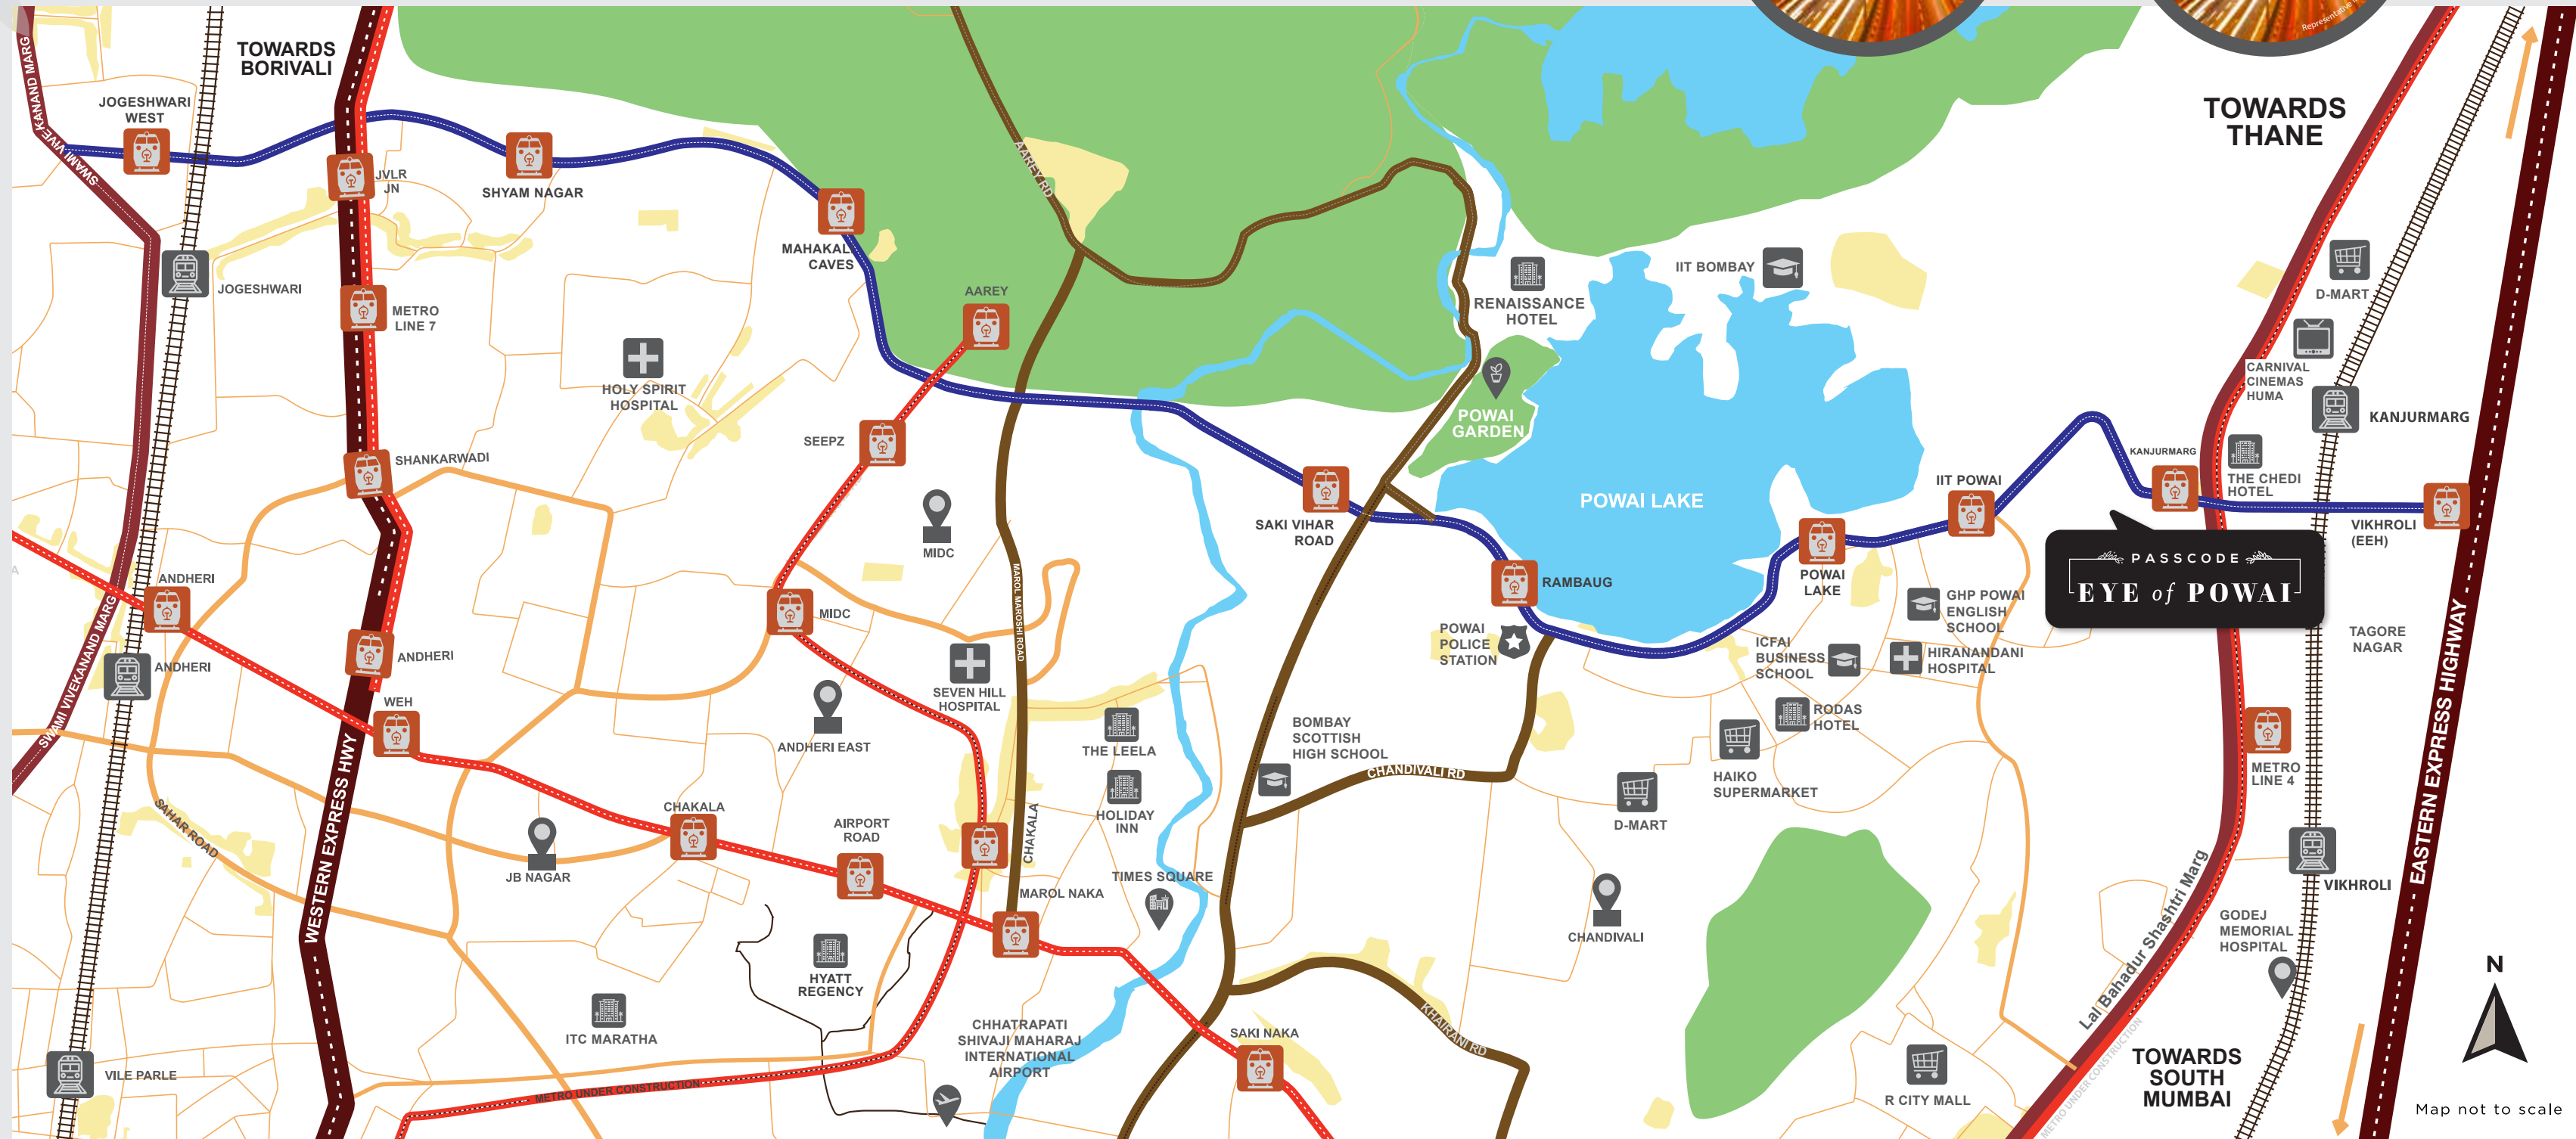 Representative
TOWARDS
BORIVALI
SWAMI VIVEKANAND MARG
JOGESHWARI
WEST
TOWARDS
THANE
JVLR
JN
SHYAM NAGAR
AAREY RD
MAHAKALI
CAVES
JOGESHWARI
METRO
LINE 7
AAREY
RENAISSANCE
HOTEL
IIT BOMBAY
D-MART
HOLY SPIRIT
HOSPITAL
CARNIVAL
CINEMAS
HUMA
KANJURMARG
POWAI
GARDEN
SEEPZ
SHANKARWADI
KANJURMARG
THE CHEDI
HOTEL
IIT POWAI
POWAI LAKE
SAKI VIHAR
ROAD
VIKHROLI
(EEH)
MIDC
PASSCODE
EYE of POWAI
RAMBAUG
POWAI
LAKE
ANDHERI
MIDC
MAROL MAROSHI ROAD
GHP POWAI
ENGLISH
SCHOOL
POWAI
POLICE
STATION
ICFAI
BUSINESS
SCHOOL
HIRANANDANI
HOSPITAL
TAGORE
NAGAR
ANDHERI
ANDHERI
SWAMI VIVEKANAND MARG
SEVEN HILL
HOSPITAL
WEH
ANDHERI EAST
THE LEELA
BOMBAY
SCOTTISH
HIGH SCHOOL
RODAS
HOTEL
CHANDIVALI RD
HAIKO
SUPERMARKET
METRO
LINE 4
EASTERN EXPRESS HIGHWAY
WESTERN EXPRESS HWY
SAHAR ROAD
CHAKALA
AIRPORT
ROAD
CHAKALA
HOLIDAY
INN
D-MART
JB NAGAR
MAROL NAKA
TIMES SQUARE
VIKHROLI
CHANDIVALI
Lal Bahadur Shashtri Marg
GODEJ
MEMORIAL
HOSPITAL
HYATT
REGENCY
N
ITC MARATHA
CHHATRAPATI
SHIVAJI MAHARAJ
INTERNATIONAL
AIRPORT
SAKI NAKA
KHAIRANI RD
VILE PARLE
METRO UNDER CONSTRUCTION
R CITY MALL
METRO UNDER CONSTRUCTION
TOWARDS
SOUTH
MUMBAI
Map not to scale